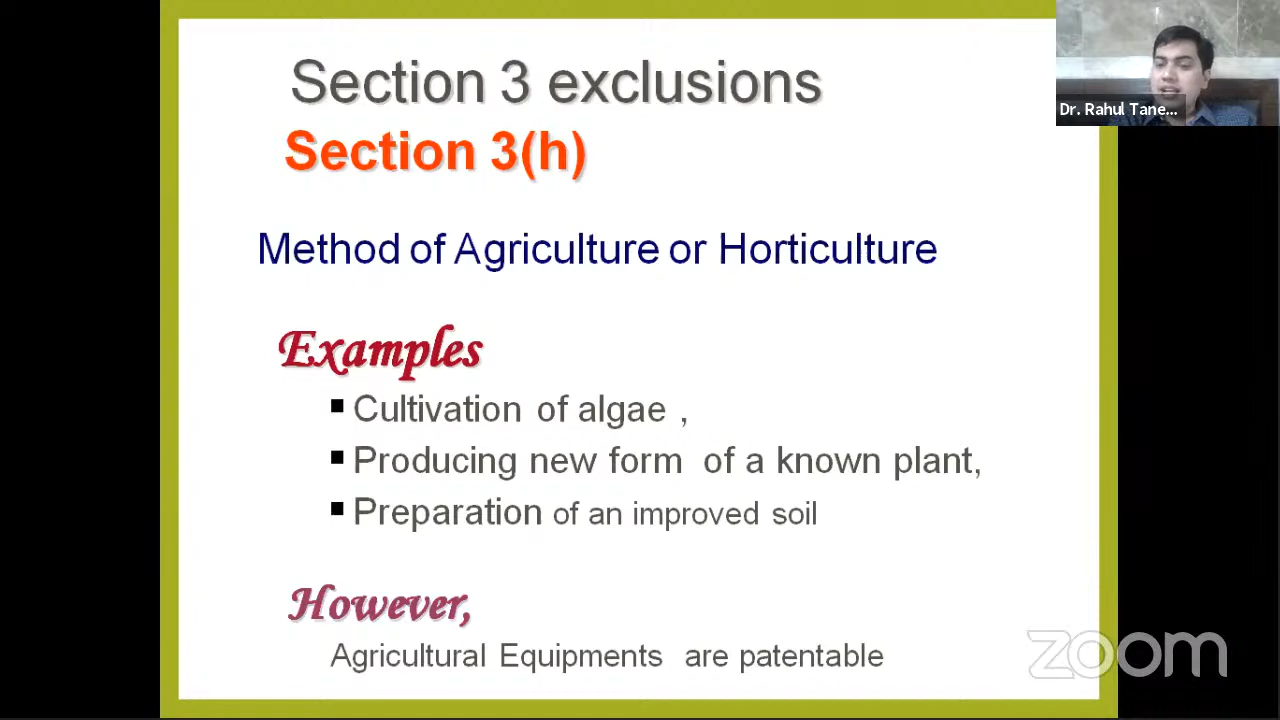 Section 3 exclusions
Section 3(h)
Method of Agriculture or Horticulture
Examples
Cultivation of algae ,
Producing new form of a known plant,
Preparation of an improved soil
However,
Agricultural Equipments are patentable
Dr. Rahul Tane...
zoom